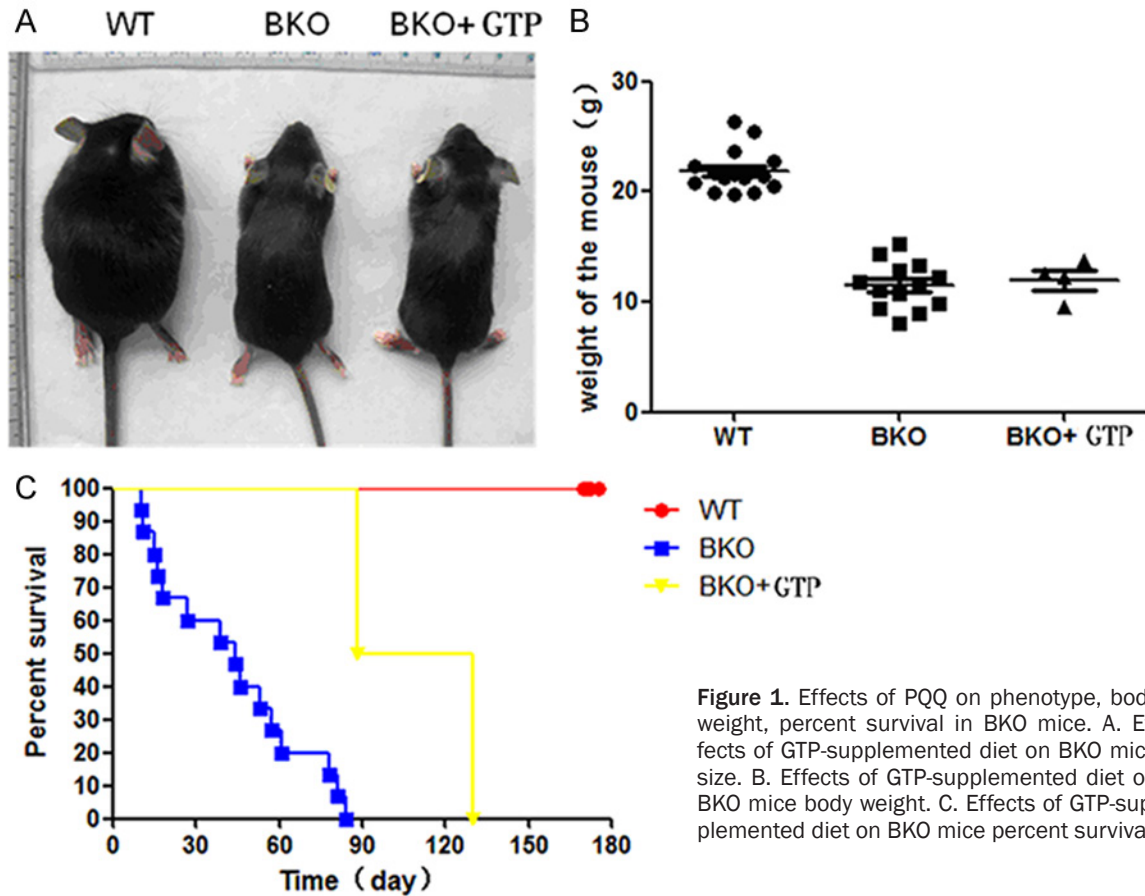 A
WT BKO BKO+ GTP
B
weight of the mouse (g)
30
20
10
0
WT BKO BKO+ GTP
C
Percent survival
100
90
80
70
60
50
40
30
20
10
0
0 30 60 90 120 150 180
Time (day)
WT
BKO
BKO+GTP
Figure 1. Effects of PQQ on phenotype, bod
weight, percent survival in BKO mice. A. E
fects of GTP-supplemented diet on BKO mic
size. B. Effects of GTP-supplemented diet o
BKO mice body weight. C. Effects of GTP-sup
plemented diet on BKO mice percent surviva